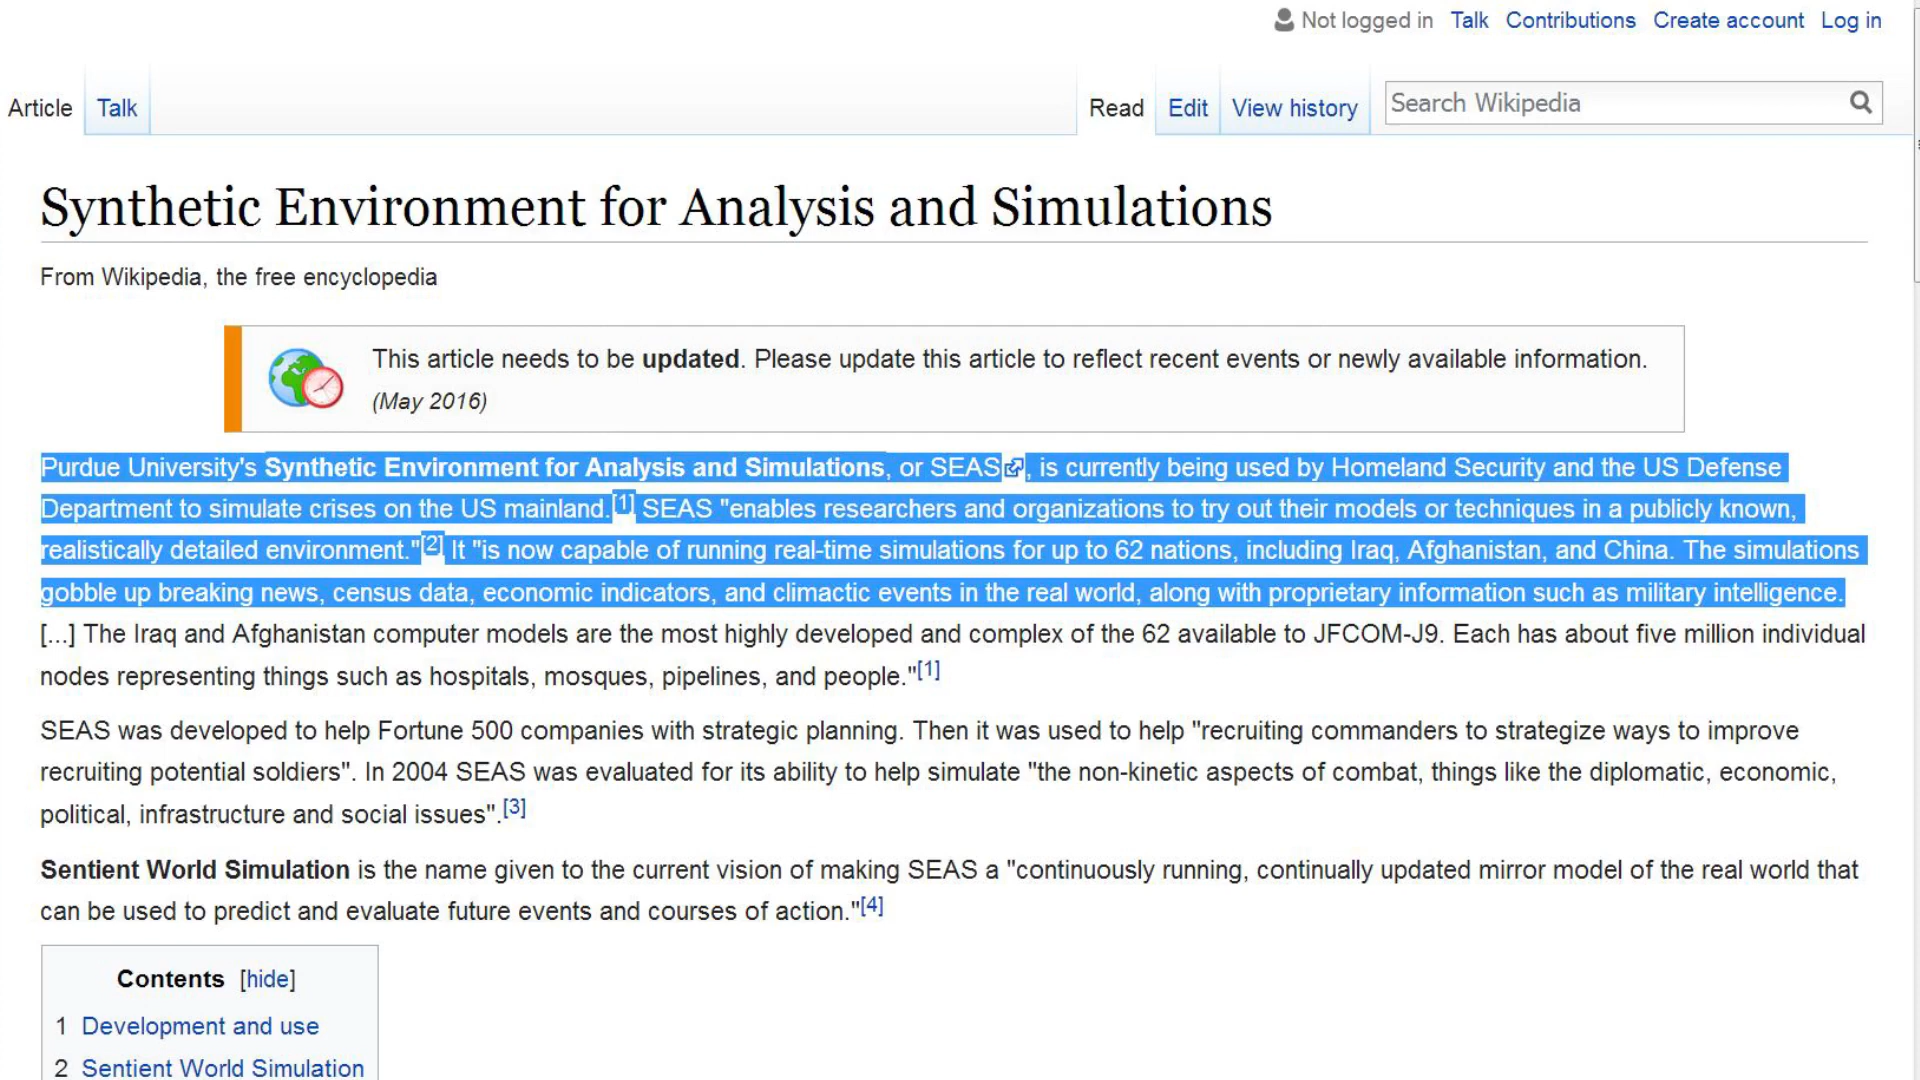 Not logged in Talk Contributions Create account Log in
Article Talk Read Edit View history Search Wikipedia
Synthetic Environment for Analysis and Simulations
From Wikipedia, the free encyclopedia
This article needs to be updated. Please update this article to reflect recent events or newly available information.
(May 2016)
Purdue University's Synthetic Environment for Analysis and Simulations, or SEAS, is currently being used by Homeland Security and the US Defense
Department to simulate crises on the US mainland.[1] SEAS "enables researchers and organizations to try out their models or techniques in a publicly known,
realistically detailed environment."[2] It "is now capable of running real-time simulations for up to 62 nations, including Iraq, Afghanistan, and China. The simulations
gobble up breaking news, census data, economic indicators, and climactic events in the real world, along with proprietary information such as military intelligence.
[...] The Iraq and Afghanistan computer models are the most highly developed and complex of the 62 available to JFCOM-J9. Each has about five million individual
nodes representing things such as hospitals, mosques, pipelines, and people."[1]
SEAS was developed to help Fortune 500 companies with strategic planning. Then it was used to help "recruiting commanders to strategize ways to improve
recruiting potential soldiers". In 2004 SEAS was evaluated for its ability to help simulate "the non-kinetic aspects of combat, things like the diplomatic, economic,
political, infrastructure and social issues".[3]
Sentient World Simulation is the name given to the current vision of making SEAS a "continuously running, continually updated mirror model of the real world that
can be used to predict and evaluate future events and courses of action."[4]
Contents [hide]
1 Development and use
2 Sentient World Simulation